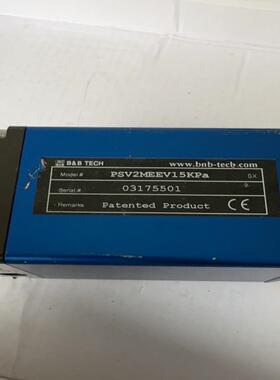 B&B TECH www.bnb-tech.com
Model # PSV2MEEV15KPa
Serial # 03175501
Remarks Patented Product CE